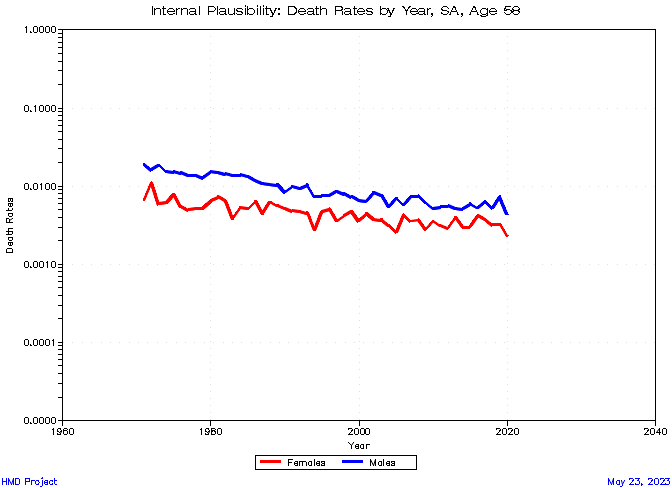 Internal Plausibility: Death Rates by Year, SA, Age 58
1.0000
0.1000
0.0100
0.0010
0.0001
0.0000
Death Rates
1960
1980
2000
2020
2040
Year
Females
Males
HMD Project
May 23, 2023